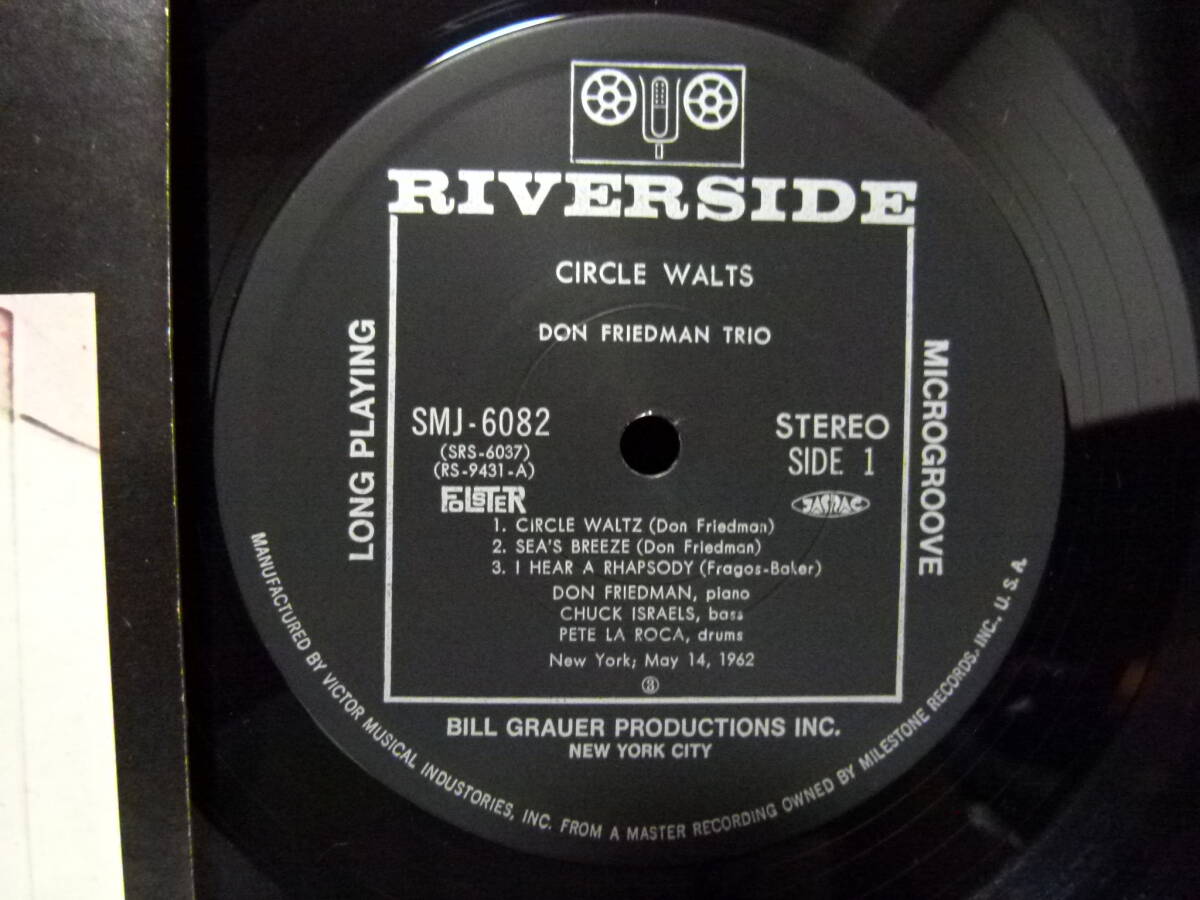 RIVERSIDE
CIRCLE WALTS
DON FRIEDMAN TRIO
LONG PLAYING
MICROGROOVE
SMJ-6082
(SRS-6037)
(RS-9431-A)
FOLSTER
STEREO
SIDE 1
JASRAC
1. CIRCLE WALTZ (Don Friedman)
2. SEA'S BREEZE (Don Friedman)
3. I HEAR A RHAPSODY (Fragos-Baker)
DON FRIEDMAN, piano
CHUCK ISRAELS, bass
PETE LA ROCA, drums
New York; May 14, 1962
③
BILL GRAUER PRODUCTIONS INC.
NEW YORK CITY
MANUFACTURED BY VICTOR MUSICAL INDUSTORIES, INC. FROM A MASTER RECORDING OWNED BY MILESTONE RECORDS, INC., U. S. A.